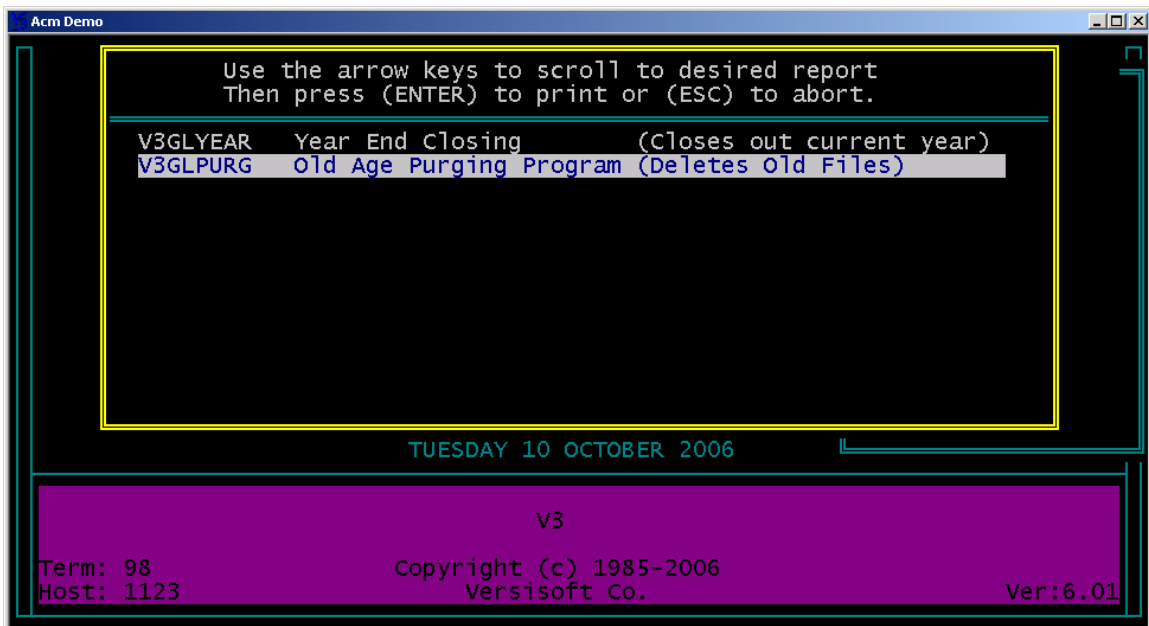 Acm Demo
Use the arrow keys to scroll to desired report
Then press (ENTER) to print or (ESC) to abort.
V3GLYEAR Year End Closing (Closes out current year)
V3GLPURG Old Age Purging Program (Deletes Old Files)
TUESDAY 10 OCTOBER 2006
V3
Term: 98 Copyright (c) 1985-2006
Host: 1123 Versisoft Co. Ver:6.01